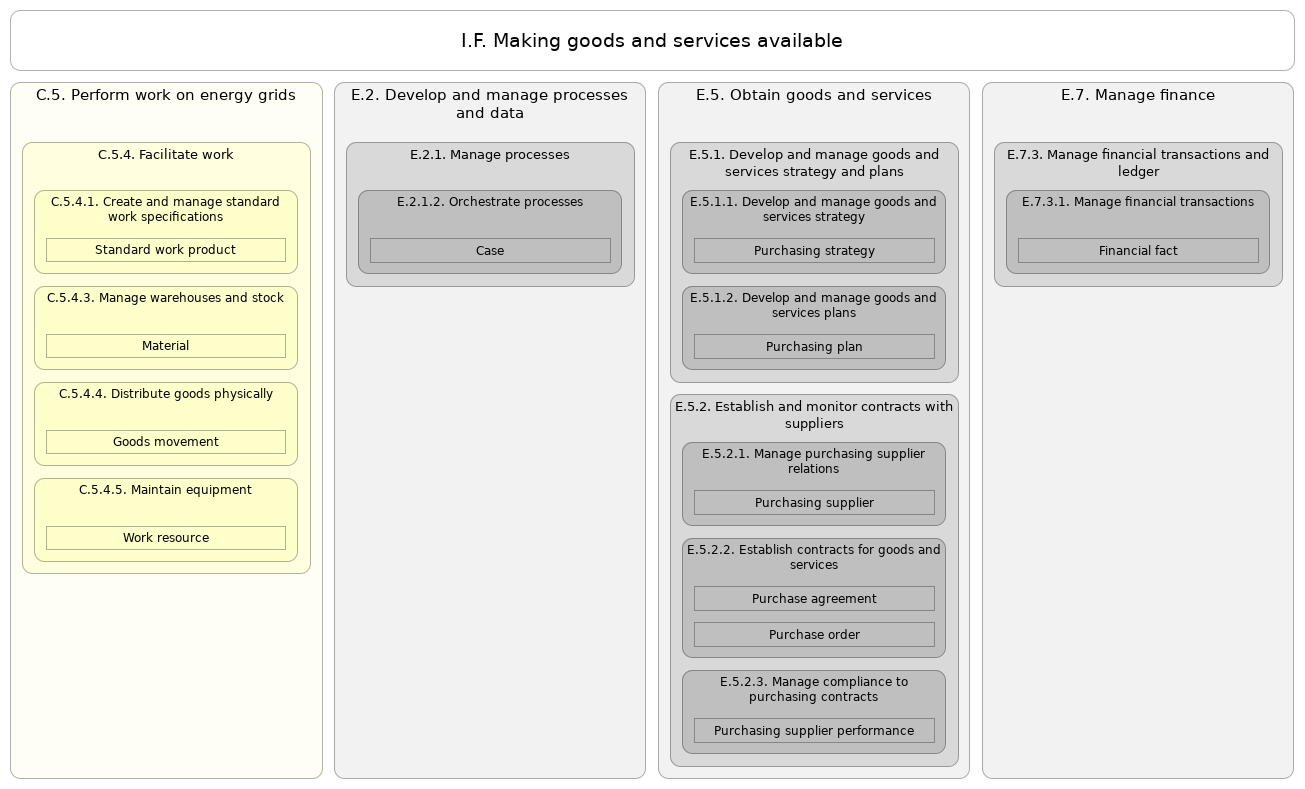 I.F. Making goods and services available
C.5. Perform work on energy grids
C.5.4. Facilitate work
C.5.4.1. Create and manage standard
work specifications
Standard work product
C.5.4.3. Manage warehouses and stock
Material
C.5.4.4. Distribute goods physically
Goods movement
C.5.4.5. Maintain equipment
Work resource
E.2. Develop and manage processes
and data
E.2.1. Manage processes
E.2.1.2. Orchestrate processes
Case
E.5. Obtain goods and services
E.5.1. Develop and manage goods and
services strategy and plans
E.5.1.1. Develop and manage goods and
services strategy
Purchasing strategy
E.5.1.2. Develop and manage goods and
services plans
Purchasing plan
E.5.2. Establish and monitor contracts with
suppliers
E.5.2.1. Manage purchasing supplier
relations
Purchasing supplier
E.5.2.2. Establish contracts for goods and
services
Purchase agreement
Purchase order
E.5.2.3. Manage compliance to
purchasing contracts
Purchasing supplier performance
E.7. Manage finance
E.7.3. Manage financial transactions and
ledger
E.7.3.1. Manage financial transactions
Financial fact